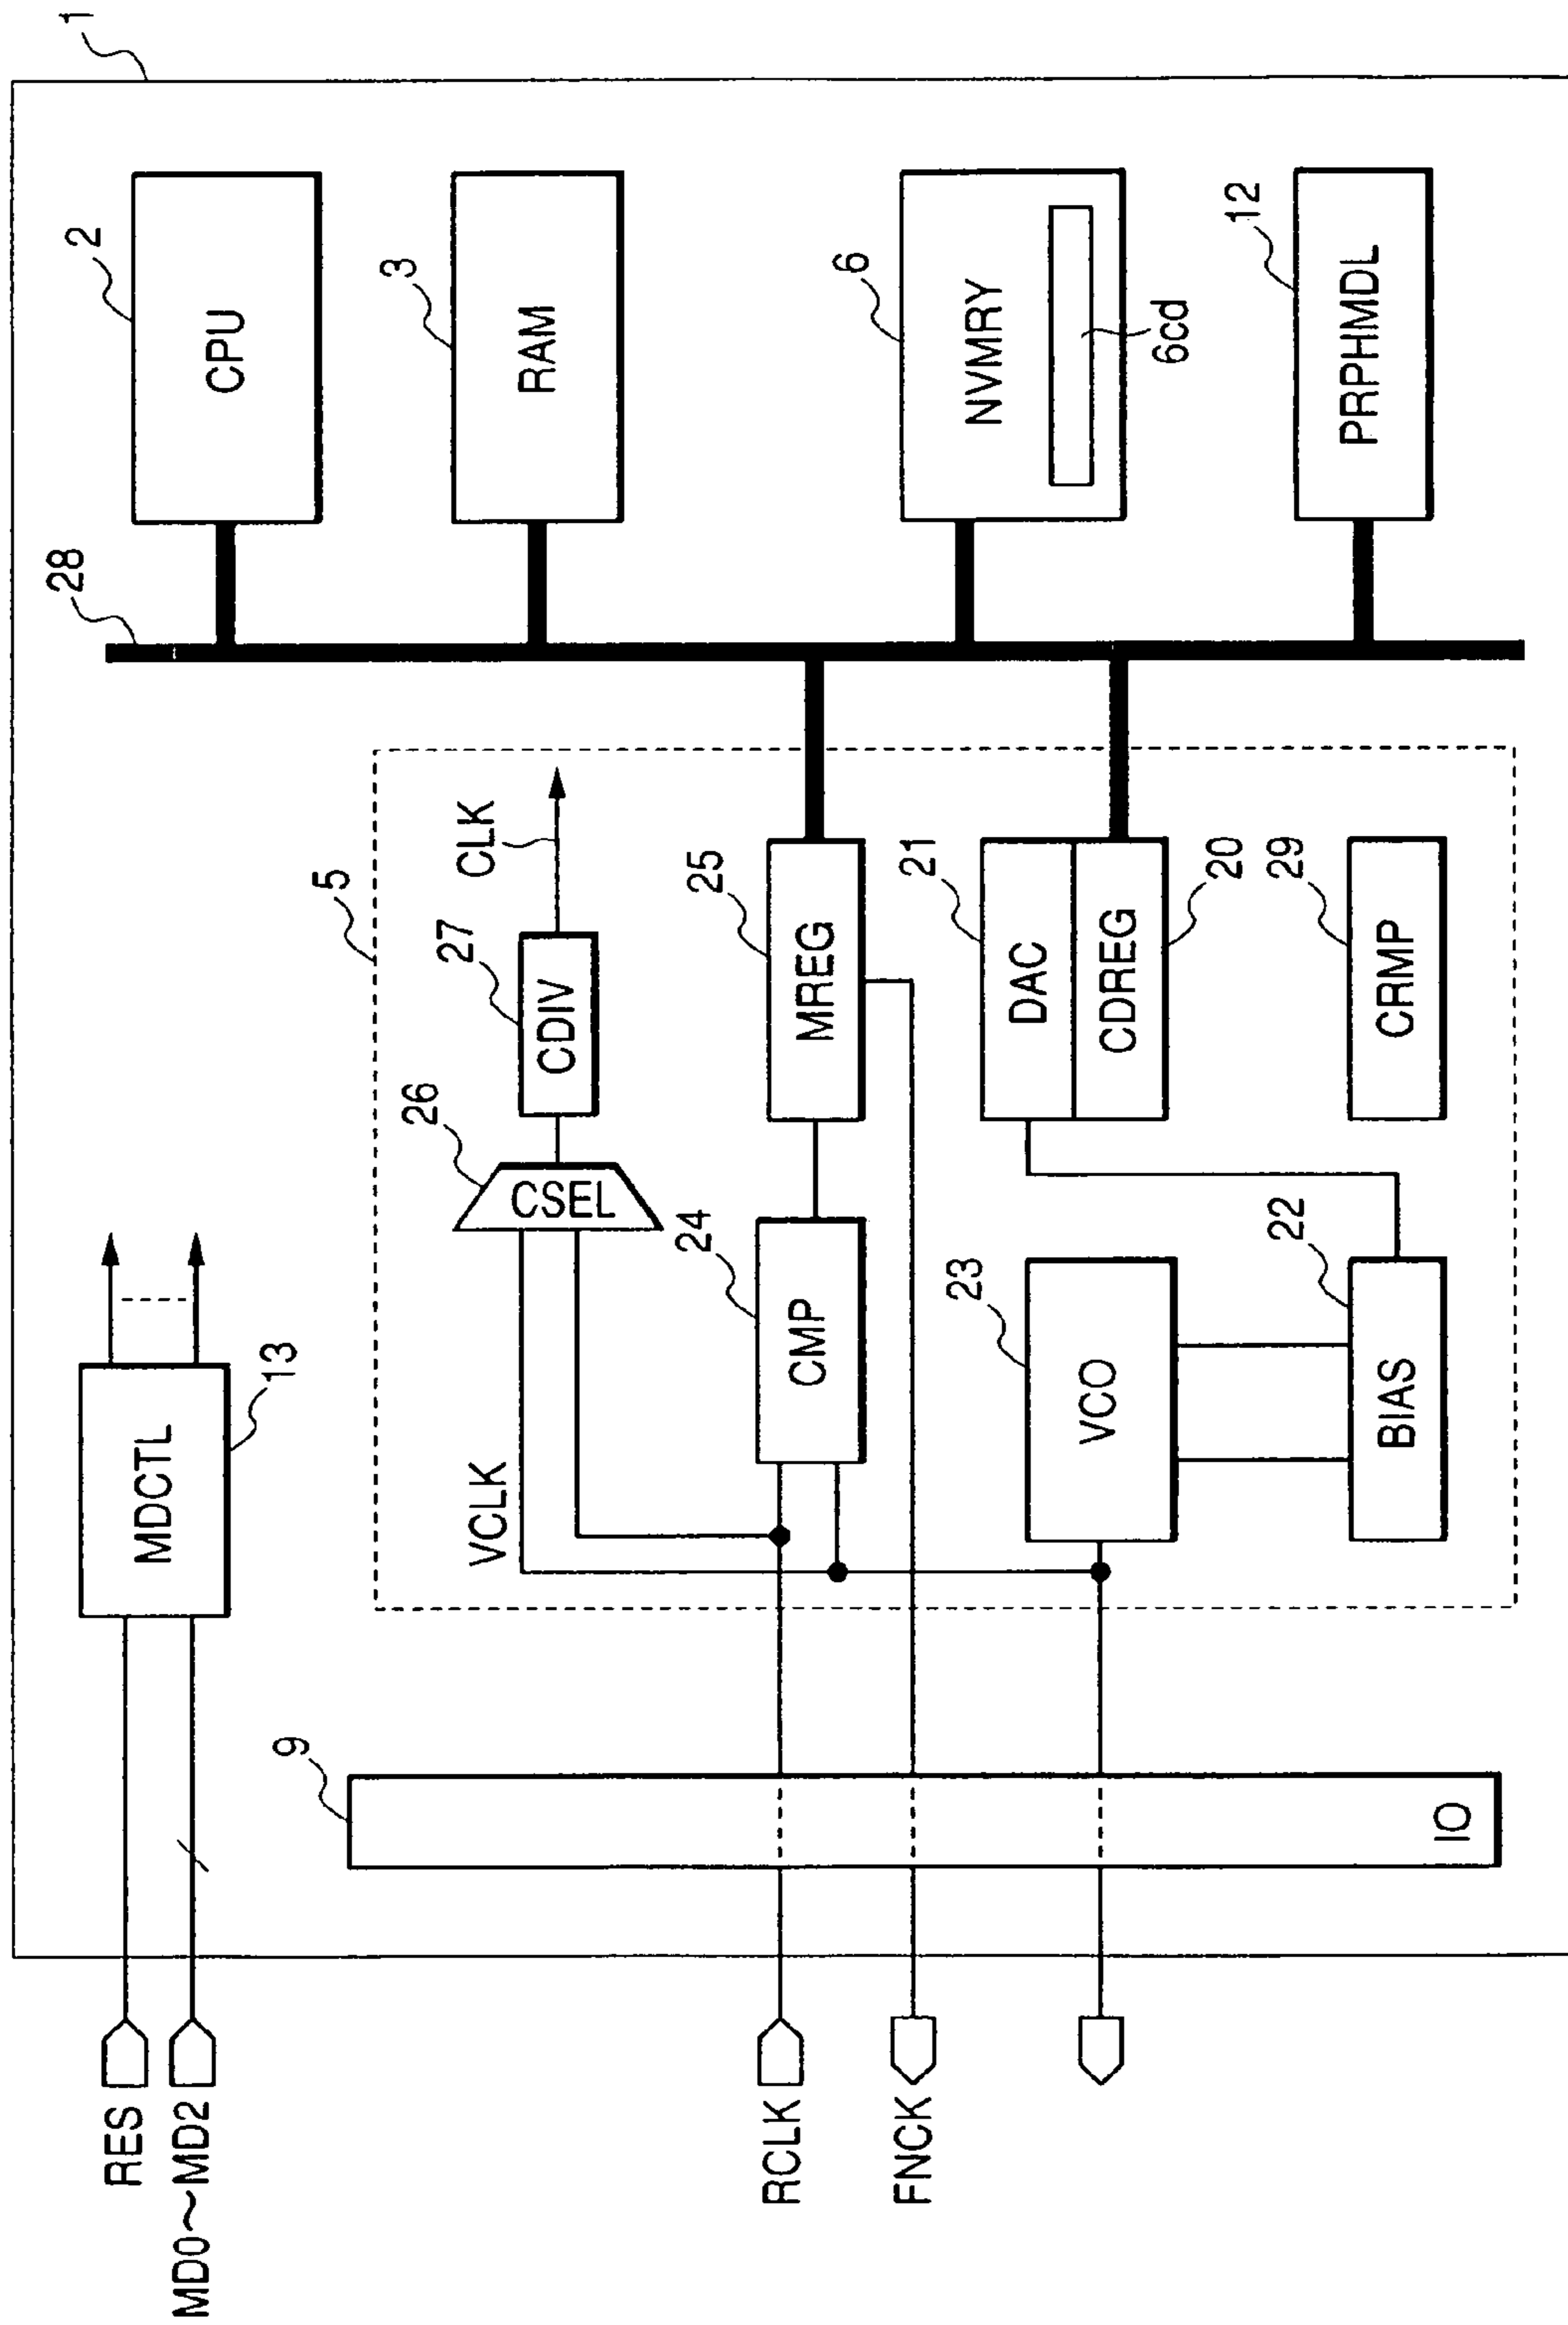 1
RES
MD0~MD2
MDCTL
13
28
2
CPU
3
RAM
5
VCLK
26
CSEL
27
CDIV
CLK
9
RCLK
24
CMP
25
MREG
6
NVMRY
6cd
FNCK
23
VCO
21
DAC
CDREG
20
22
BIAS
29
CRMP
12
PRPHMDL
IO